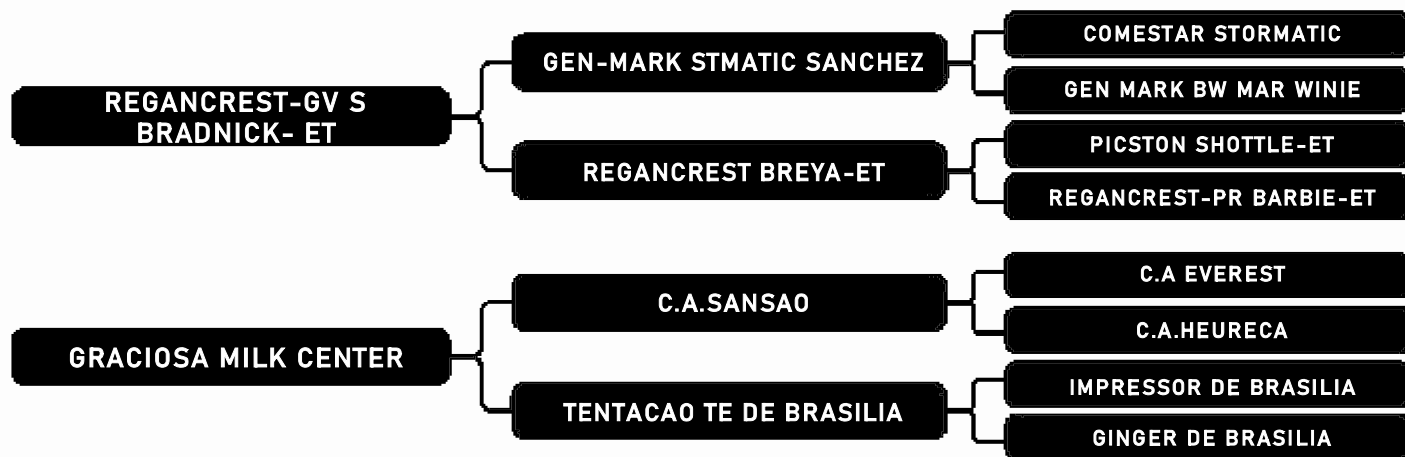 COMESTAR STORMATIC
GEN-MARK STMATIC SANCHEZ
GEN MARK BW MAR WINIE
REGANCREST-GV S
BRADNICK- ET
PICSTON SHOTTLE-ET
REGANCREST BREYA-ET
REGANCREST-PR BARBIE-ET
C.A EVEREST
C.A.SANSAO
C.A.HEURECA
GRACIOSA MILK CENTER
IMPRESSOR DE BRASILIA
TENTACAO TE DE BRASILIA
GINGER DE BRASILIA